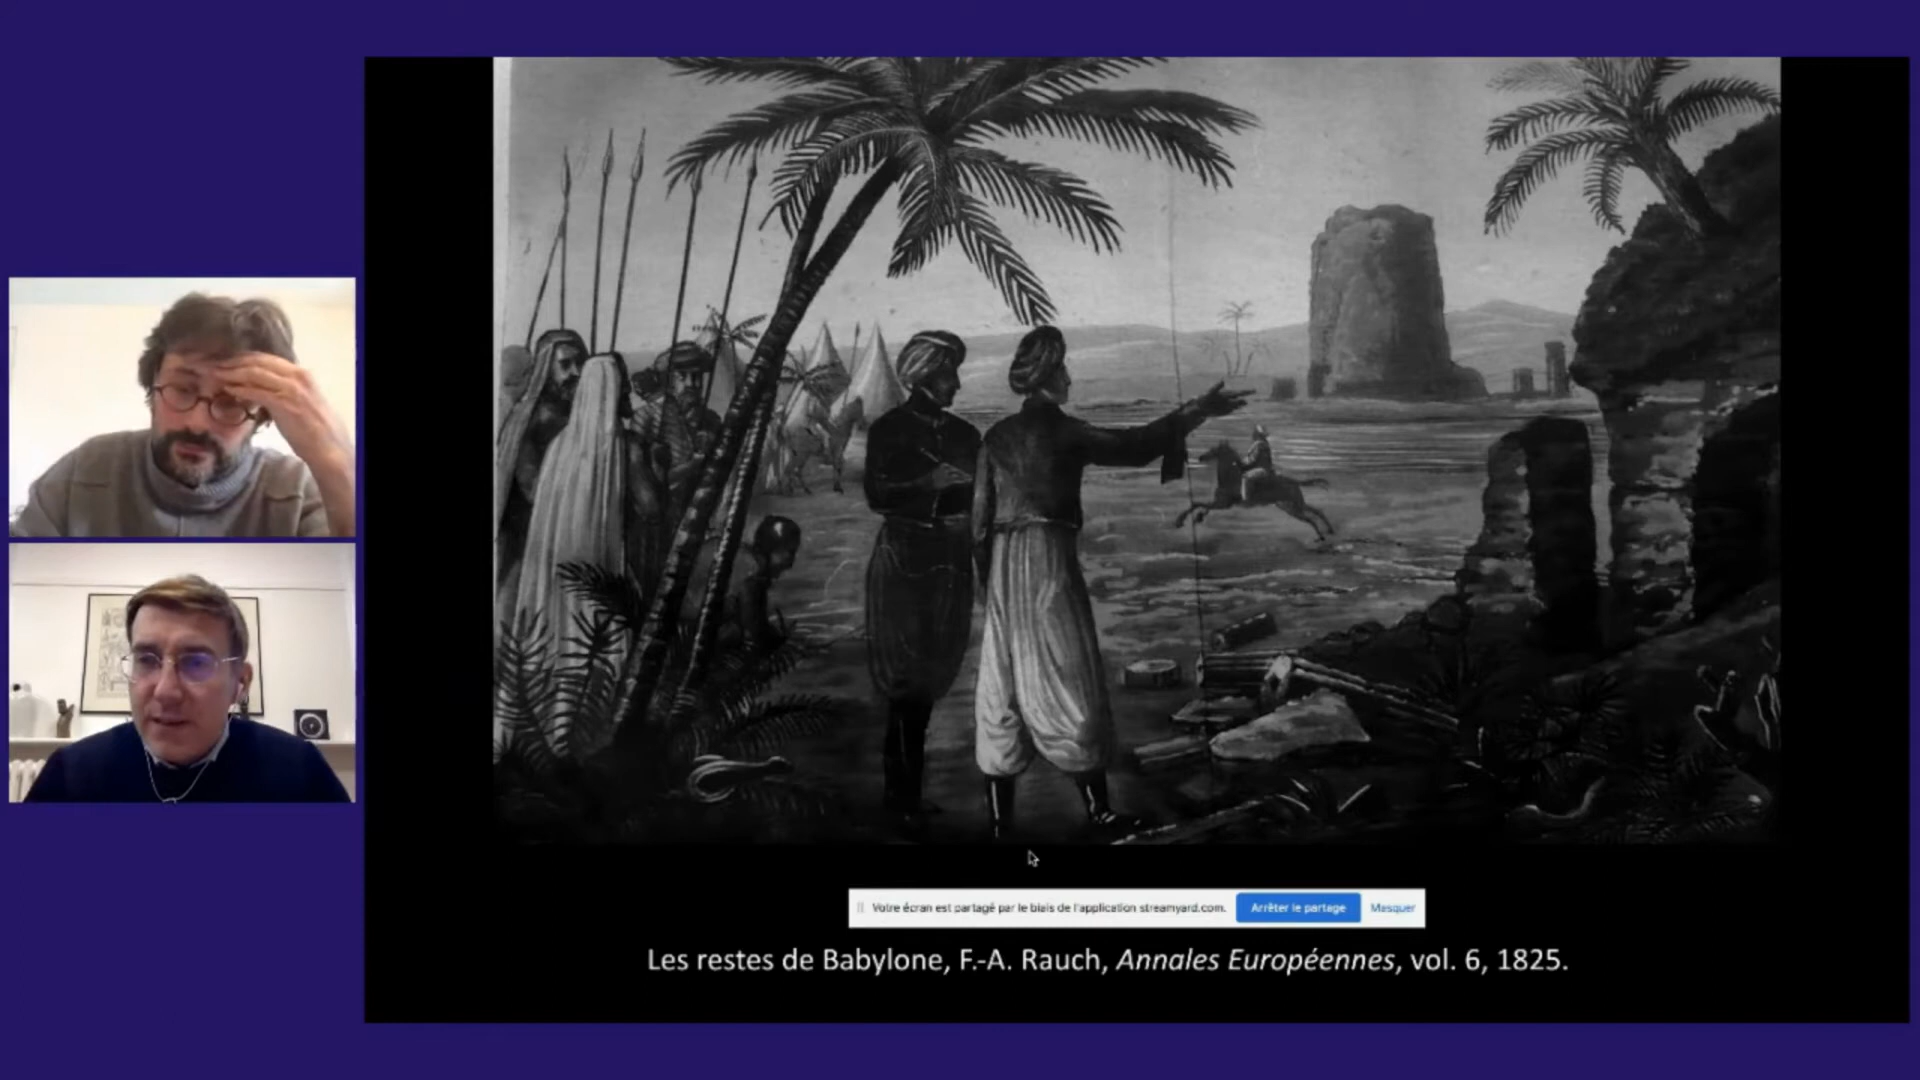 Votre écran est partagé par le biais de l'application streamyard.com. Arrêter le partage Masquer
Les restes de Babylone, F.-A. Rauch, Annales Européennes, vol. 6, 1825.